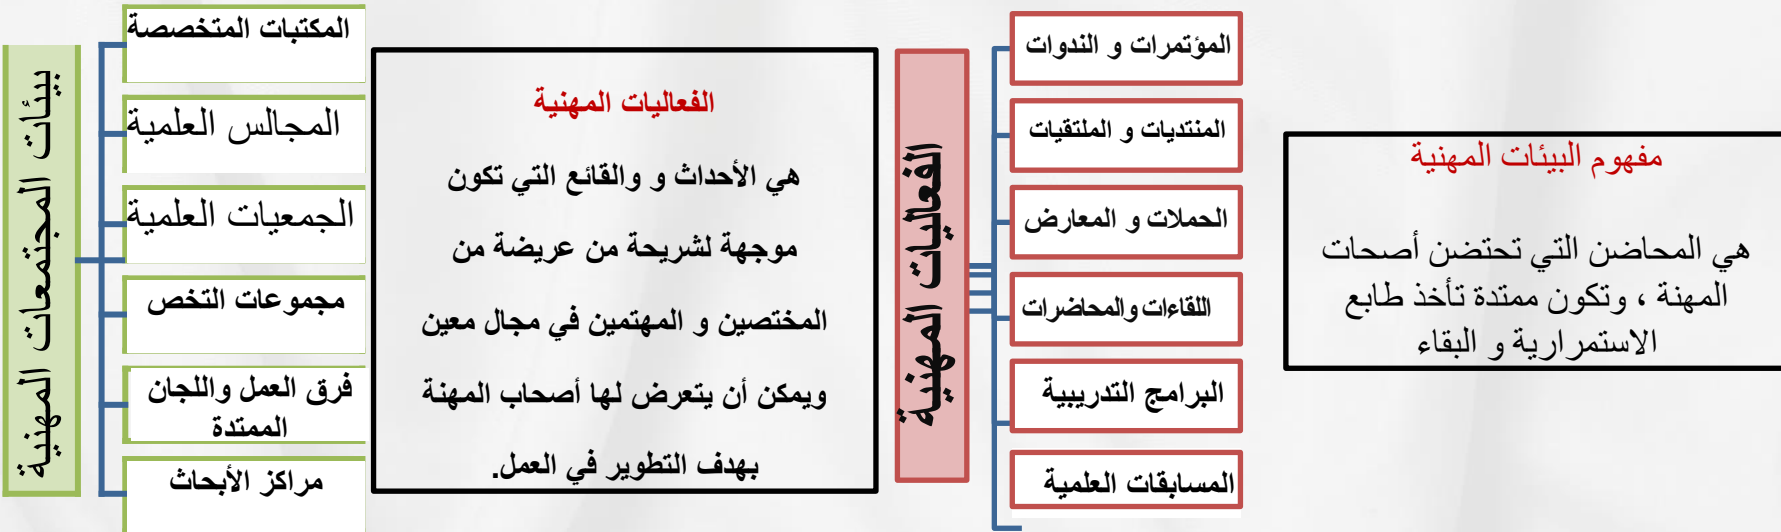 مفهوم البيئات المهنية
هي المحاضن التي تحتضن أصحات
المهنة ، وتكون ممتدة تأخذ طابع
الاستمرارية و البقاء
الفعاليات المهنية
المؤتمرات و الندوات
المنتديات و الملتقيات
الحملات و المعارض
اللقاءات والمحاضرات
البرامج التدريبية
المسابقات العلمية
الفعاليات المهنية
هي الأحداث و والقائع التي تكون
موجهة لشريحة من عريضة من
المختصين و المهتمين في مجال معين
ويمكن أن يتعرض لها أصحاب المهنة
بهدف التطوير في العمل.
بيئات المجتمعات المهنية
المكتبات المتخصصة
المجالس العلمية
الجمعيات العلمية
مجموعات التخص
فرق العمل واللجان
الممتدة
مراكز الأبحاث